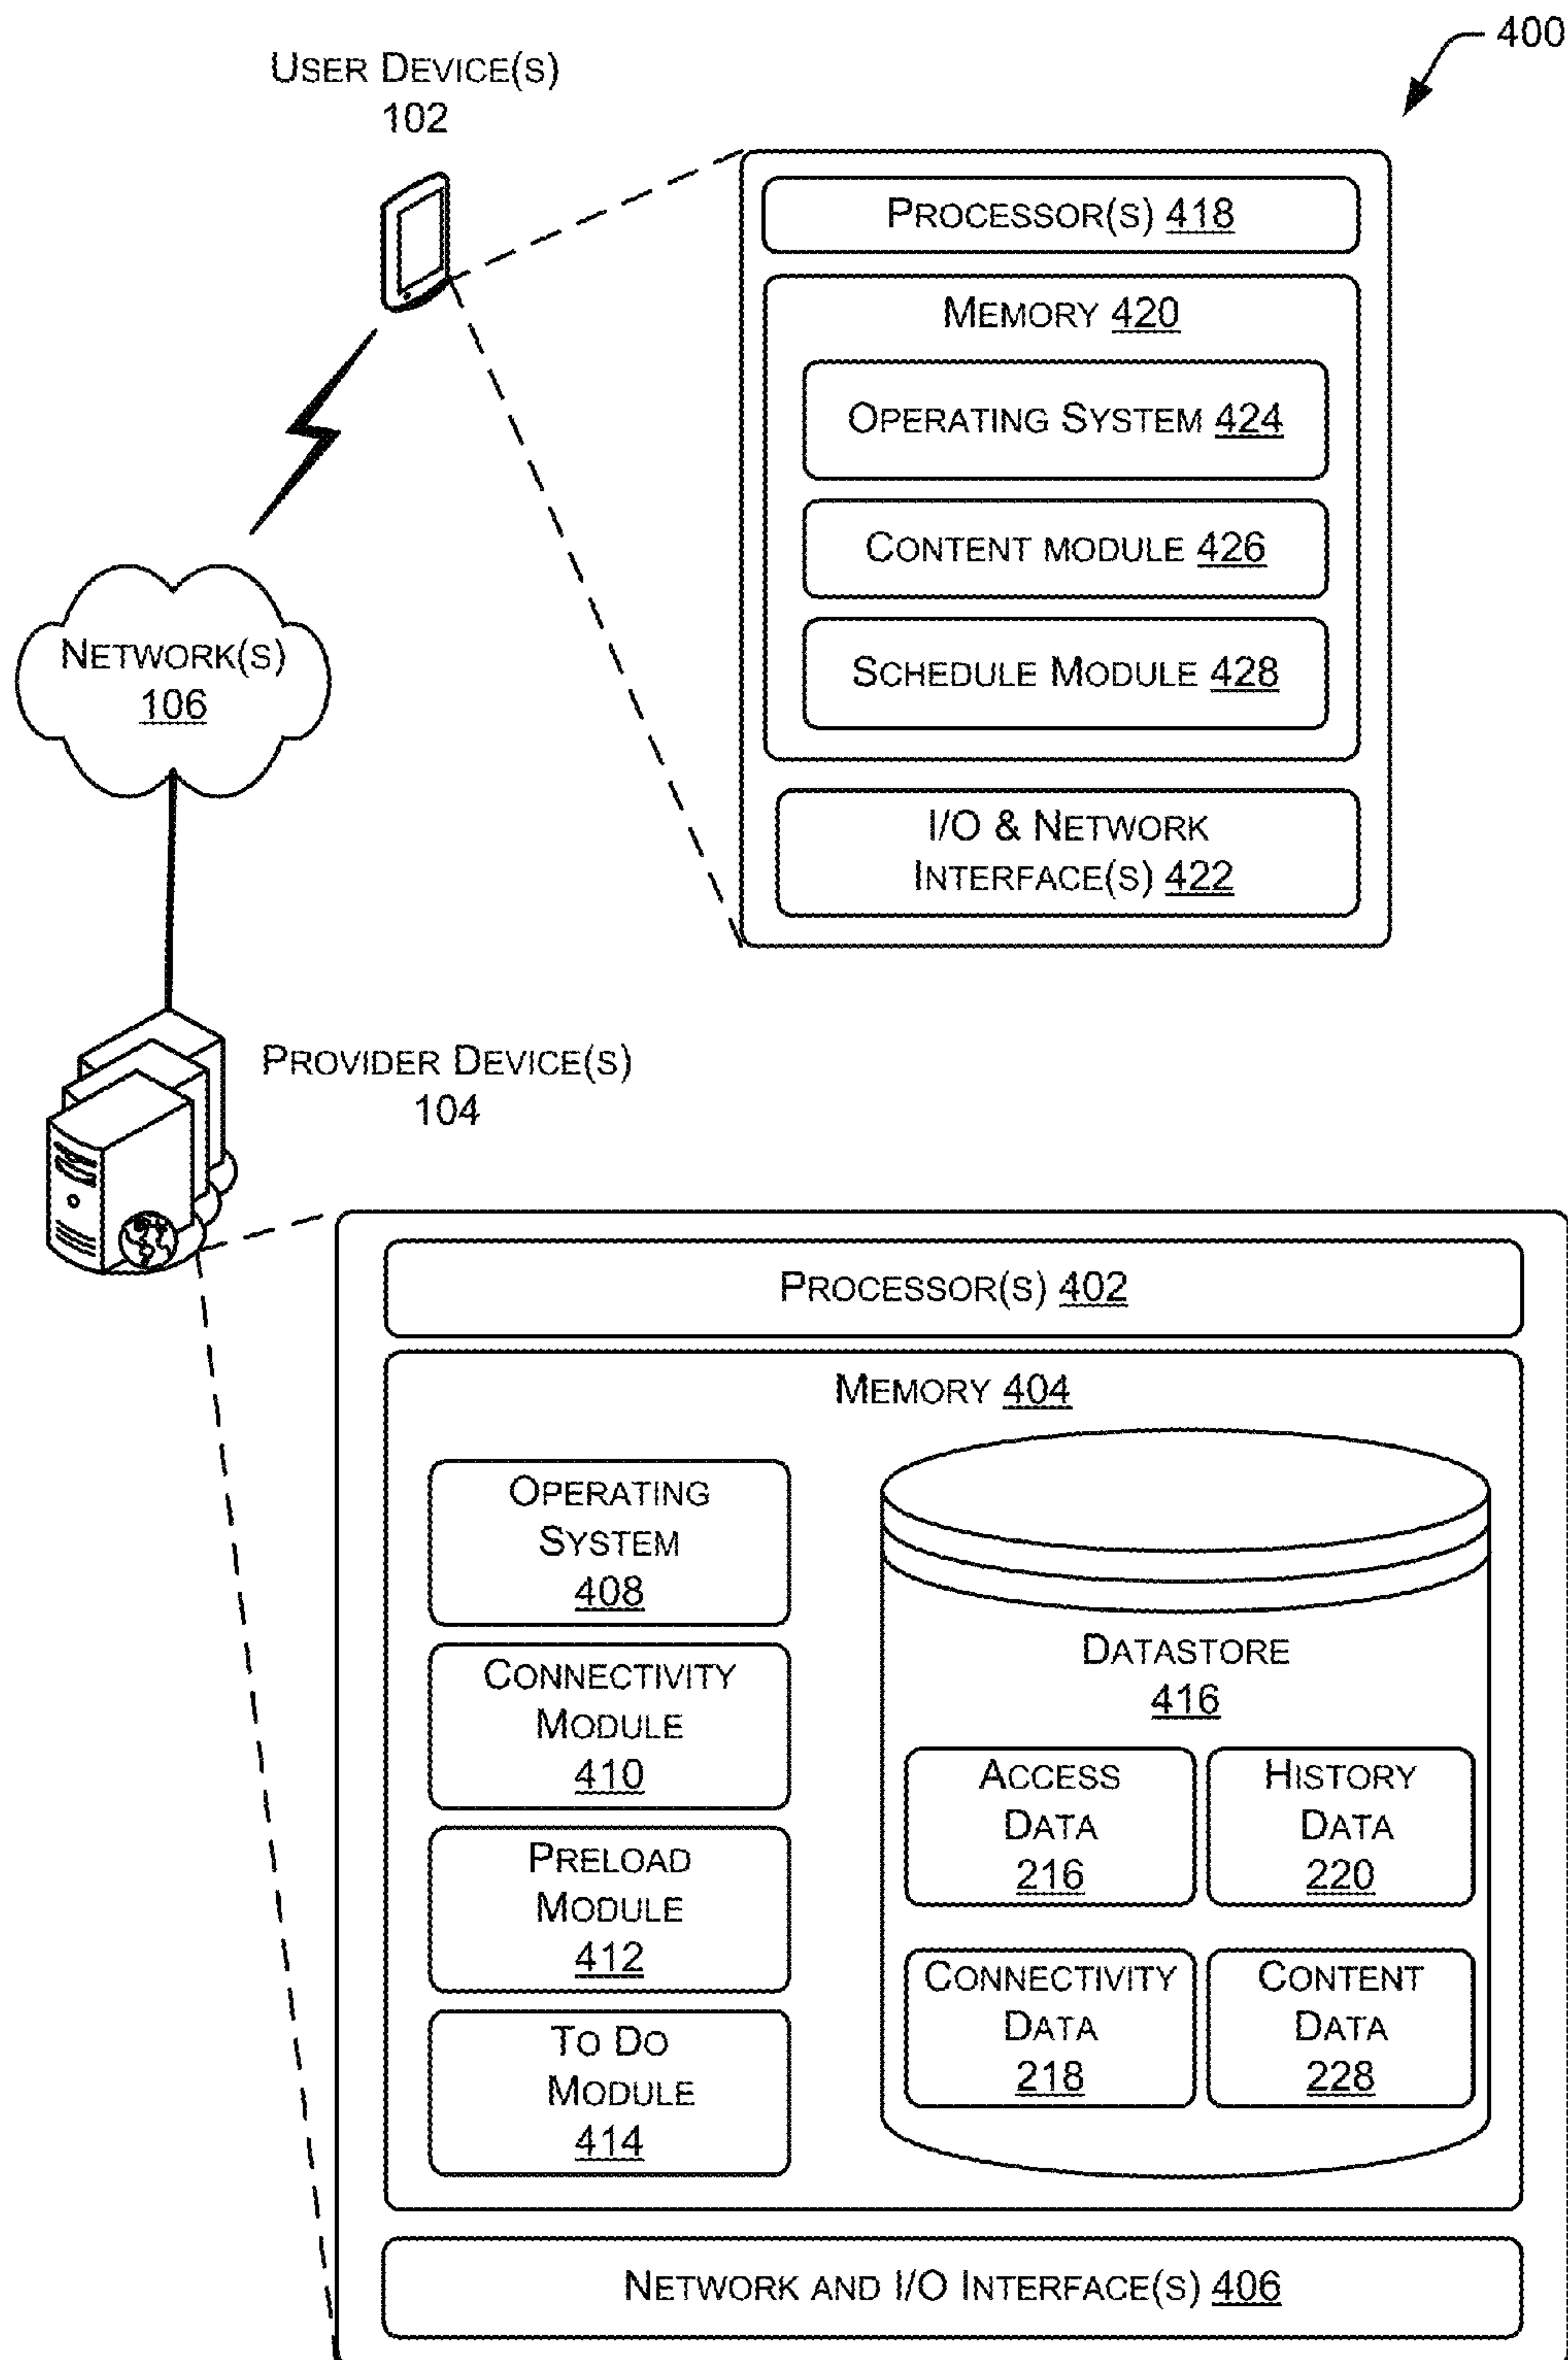 400
USER DEVICE(S)
102
PROCESSOR(S) 418
MEMORY 420
OPERATING SYSTEM 424
CONTENT MODULE 426
SCHEDULE MODULE 428
I/O & NETWORK
INTERFACE(S) 422
NETWORK(S)
106
PROVIDER DEVICE(S)
104
PROCESSOR(S) 402
MEMORY 404
OPERATING
SYSTEM
408
CONNECTIVITY
MODULE
410
PRELOAD
MODULE
412
TO DO
MODULE
414
DATASTORE
416
ACCESS
DATA
216
HISTORY
DATA
220
CONNECTIVITY
DATA
218
CONTENT
DATA
228
NETWORK AND I/O INTERFACE(S) 406